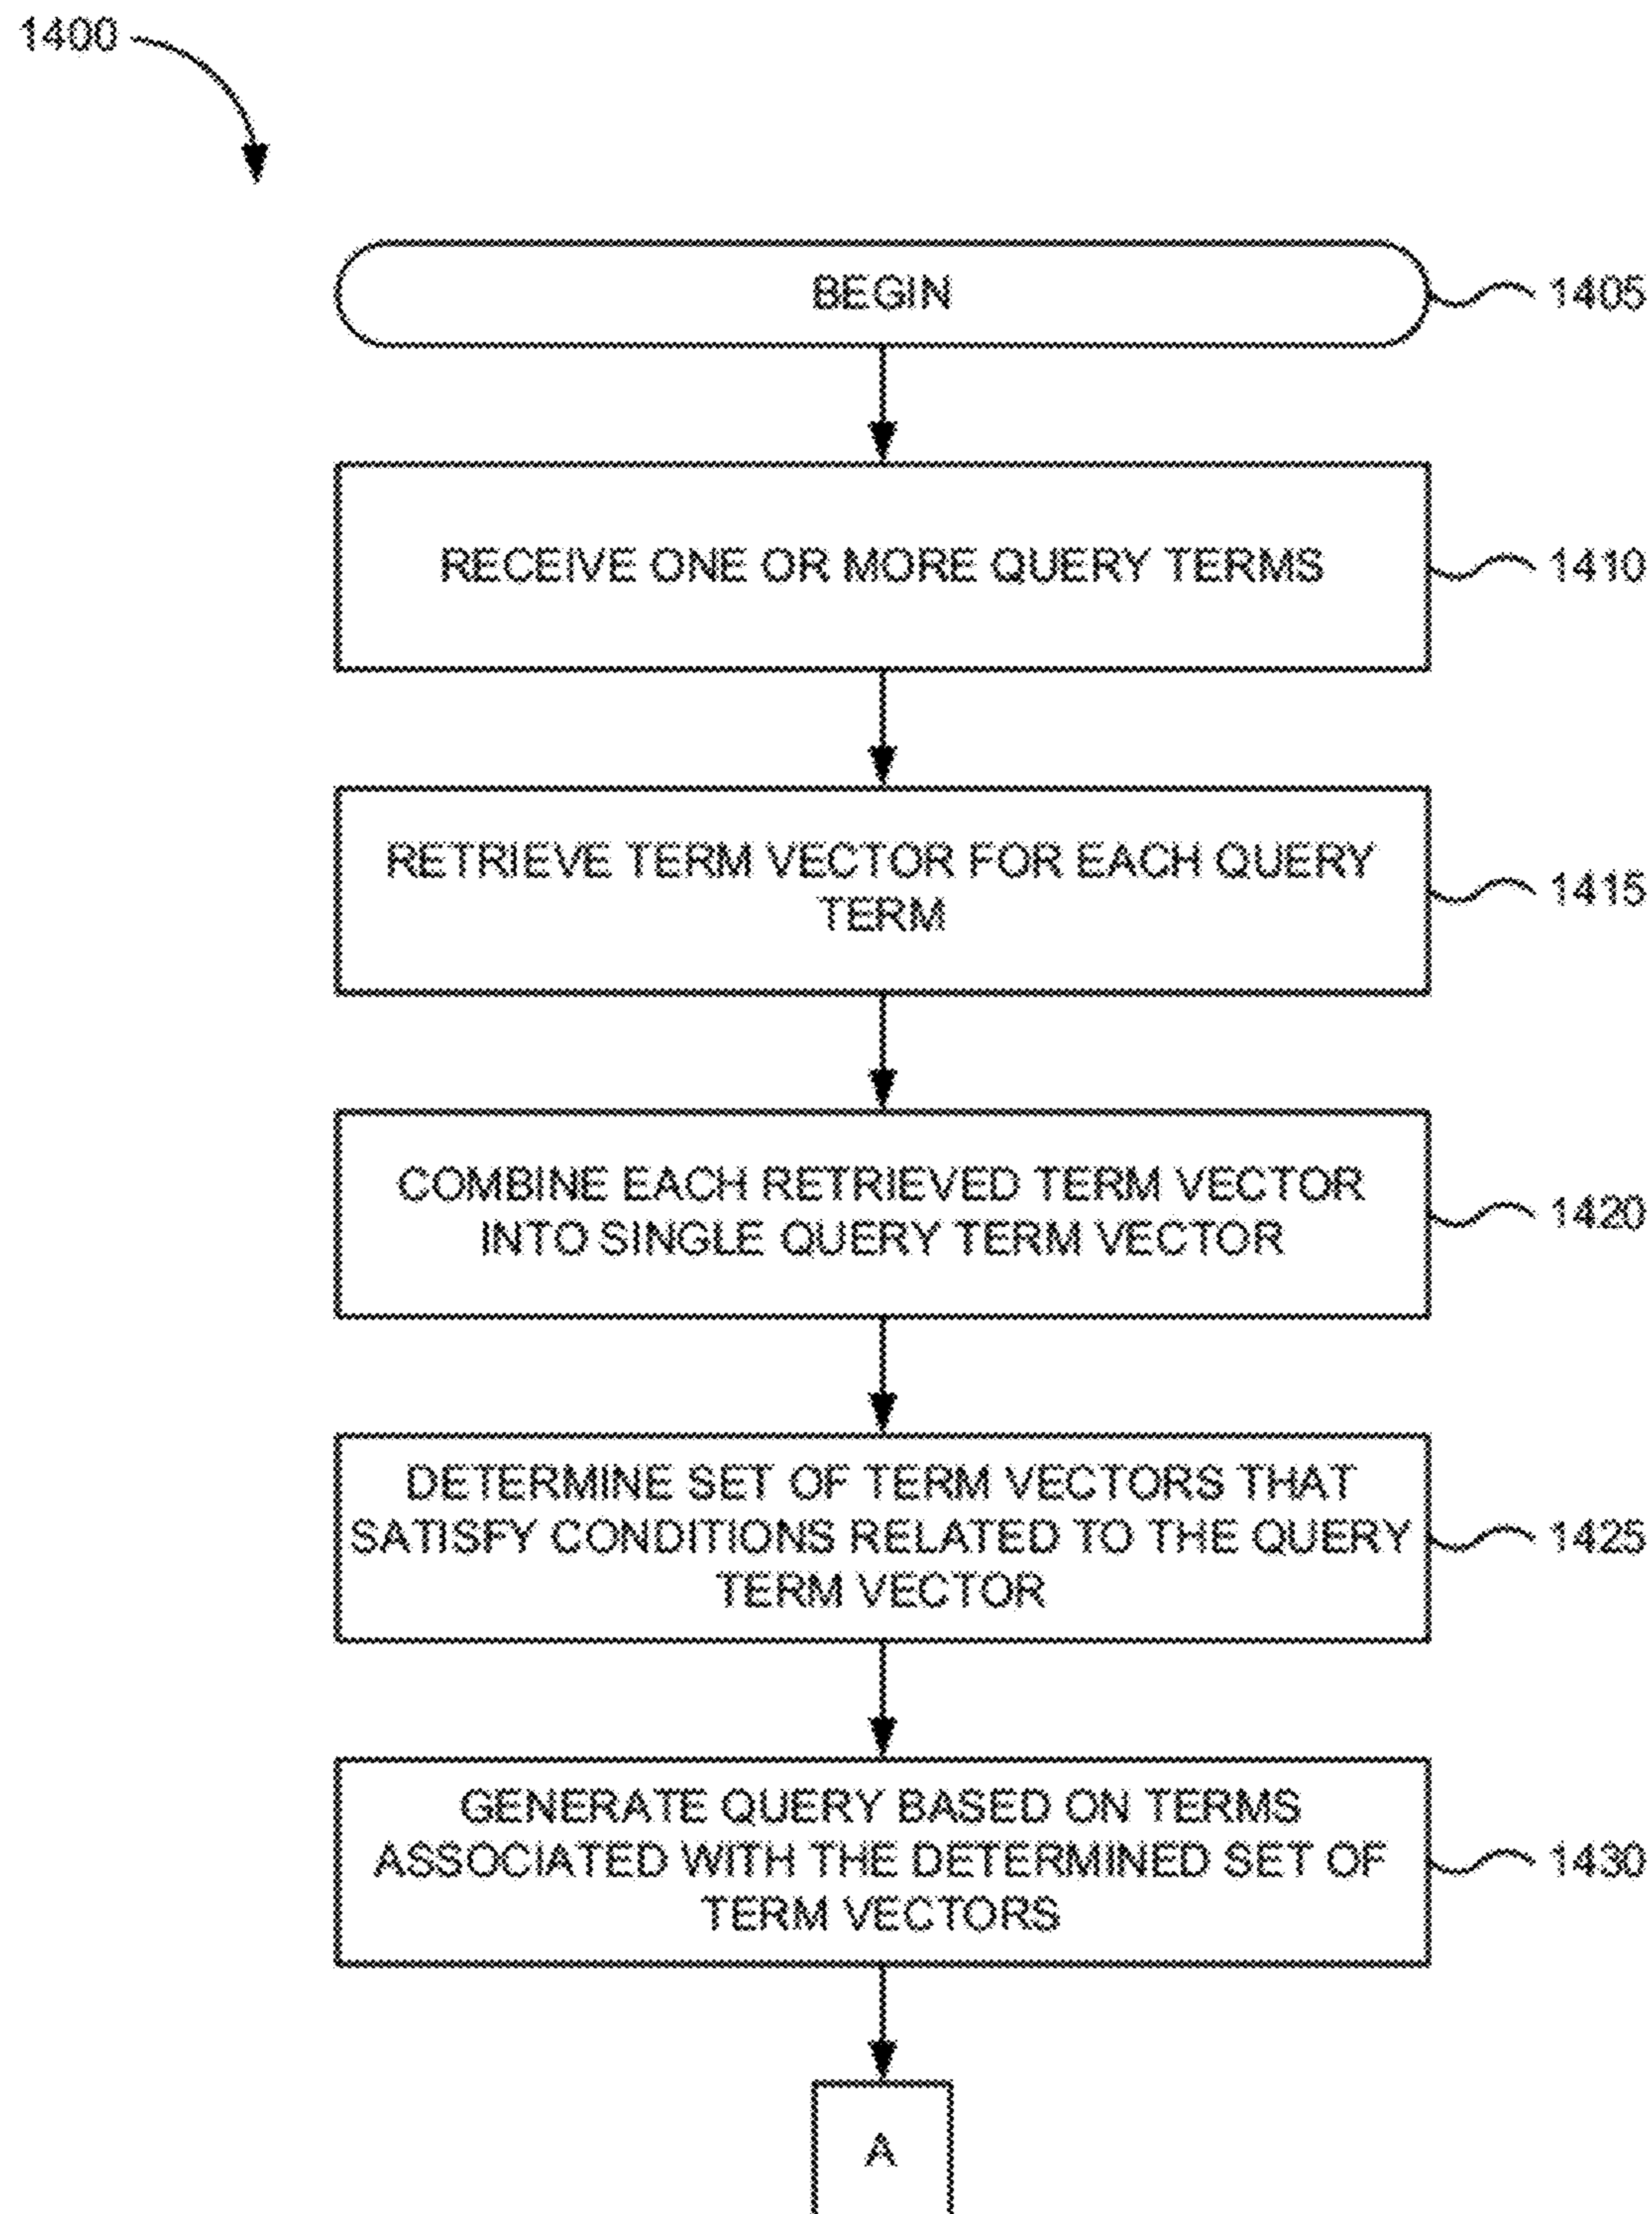 1400
BEGIN
1405
RECEIVE ONE OR MORE QUERY TERMS
1410
RETRIEVE TERM VECTOR FOR EACH QUERY
TERM
1415
COMBINE EACH RETRIEVED TERM VECTOR
INTO SINGLE QUERY TERM VECTOR
1420
DETERMINE SET OF TERM VECTORS THAT
SATISFY CONDITIONS RELATED TO THE QUERY
TERM VECTOR
1425
GENERATE QUERY BASED ON TERMS
ASSOCIATED WITH THE DETERMINED SET OF
TERM VECTORS
1430
A